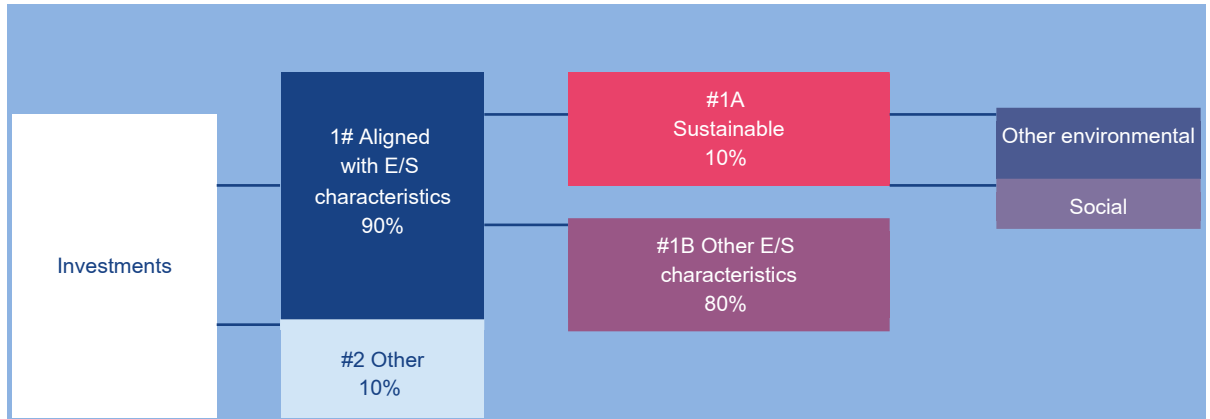 Investments
1# Aligned
with E/S
characteristics
90%
#2 Other
10%
#1A
Sustainable
10%
#1B Other E/S
characteristics
80%
Other environmental
Social